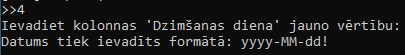 >>4
Ievadiet kolonnas 'Dzimšanas diena' jauno vērtību:
Datums tiek ievadīts formātā: yyyy-MM-dd!